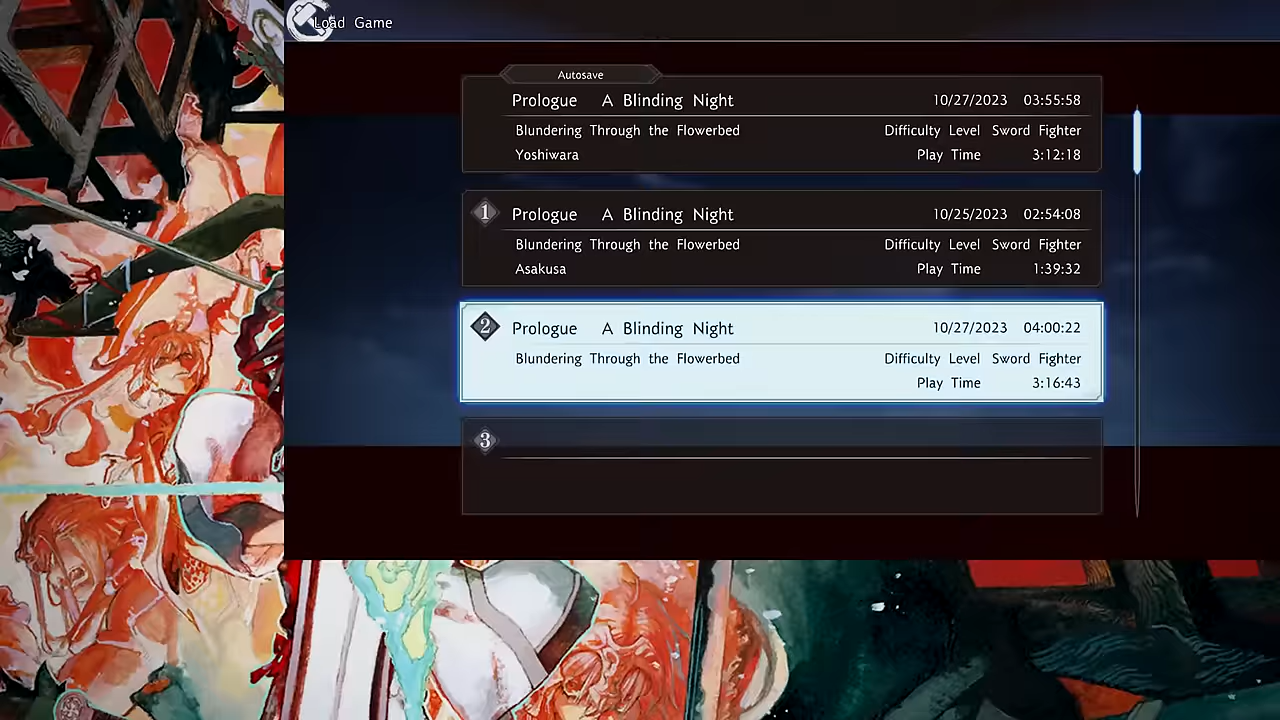 Load Game
Autosave
Prologue A Blinding Night 10/27/2023 03:55:58
Blundering Through the Flowerbed Difficulty Level Sword Fighter
Yoshiwara Play Time 3:12:18
1 Prologue A Blinding Night 10/25/2023 02:54:08
Blundering Through the Flowerbed Difficulty Level Sword Fighter
Asakusa Play Time 1:39:32
2 Prologue A Blinding Night 10/27/2023 04:00:22
Blundering Through the Flowerbed Difficulty Level Sword Fighter
Play Time 3:16:43
3